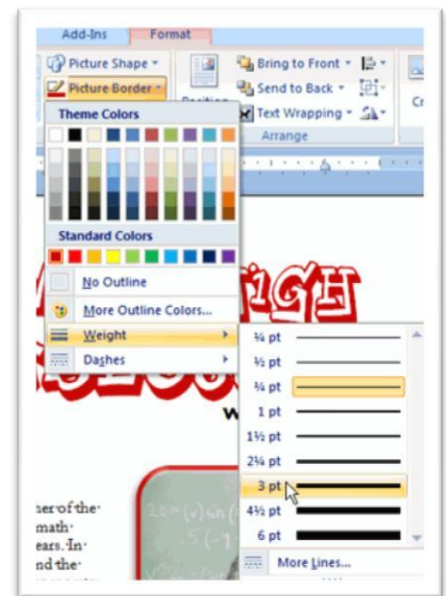 Add-Ins Format
Picture Shape
Picture Border
Bring to Front
Send to Back
Text Wrapping
Position
Arrange
Theme Colors
Standard Colors
No Outline
More Outline Colors...
Weight
Dashes
¼ pt
½ pt
¾ pt
1 pt
1½ pt
2¼ pt
3 pt
4½ pt
6 pt
More Lines...
IGH
W
her of the
math
ears. In
nd the